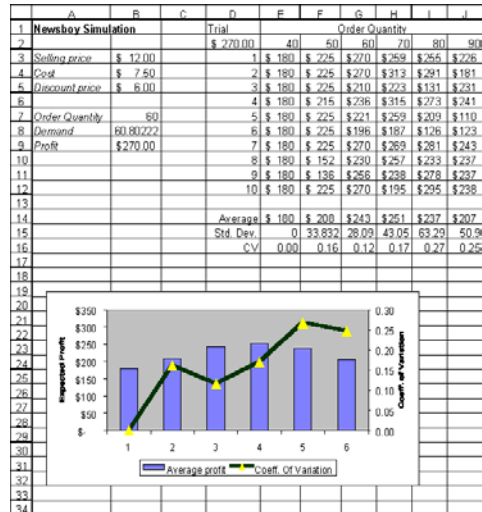 A B C D E F G H I J
1 Newsboy Simulation Trial Order Quantity
2 $ 270.00 40 50 60 70 80 90
3 Selling price $ 12.00 1 $ 180 $ 225 $270 $259 $255 $226
4 Cost $ 7.50 2 $ 180 $ 225 $270 $313 $291 $181
5 Discount price $ 6.00 3 $ 180 $ 225 $210 $223 $131 $231
6 4 $ 180 $ 215 $236 $315 $273 $241
7 Order Quantity 60 5 $ 180 $ 225 $221 $259 $209 $110
8 Demand 60.80222 6 $ 180 $ 225 $196 $187 $126 $123
9 Profit $270.00 7 $ 180 $ 225 $270 $269 $281 $243
10 8 $ 180 $ 152 $230 $257 $233 $237
11 9 $ 180 $ 136 $256 $238 $278 $237
12 10 $ 180 $ 225 $270 $195 $295 $238
13
14 Average $ 180 $ 208 $243 $251 $237 $207
15 Std. Dev. 0 33.832 28.09 43.05 63.29 50.9
16 CV 0.00 0.16 0.12 0.17 0.27 0.25
17
18
19
20
21
22
23
24
25
26
27
28
29
30
31
32
33
34
$350 0.30
$300 0.25
$250 0.20
$200 0.15
$150 0.10
$100 0.05
$50 0.00
$-
Expected Profit
Coeff. of Variation
1 2 3 4 5 6
Average profit Coeff. Of Variation